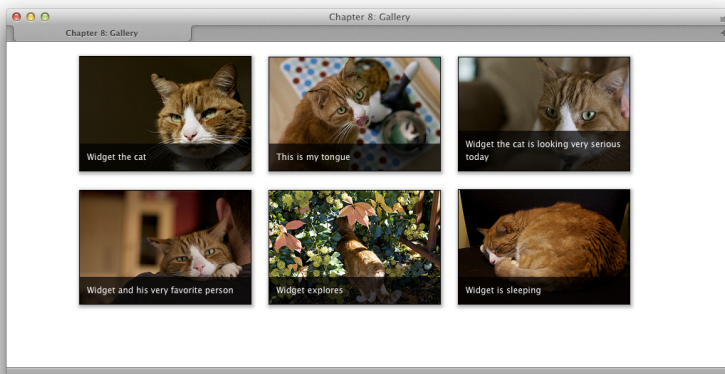 Chapter 8: Gallery
Chapter 8: Gallery
Widget the cat
This is my tongue
Widget the cat is looking very serious
today
Widget and his very favorite person
Widget explores
Widget is sleeping